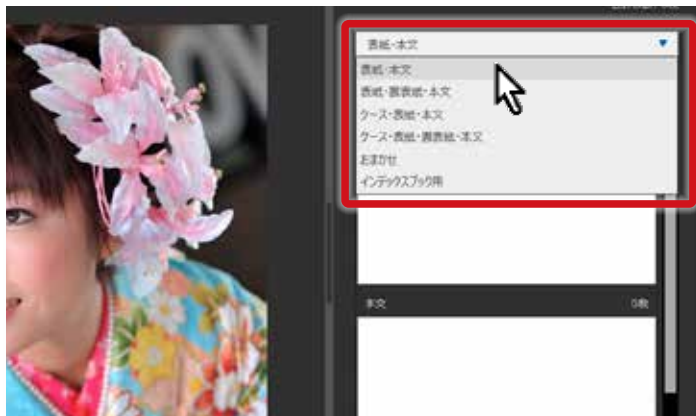 表紙・本文
表紙・本文
表紙・裏表紙・本文
ケース・表紙・本文
ケース・表紙・裏表紙・本文
おまかせ
インデックスブック用
本文 0枚